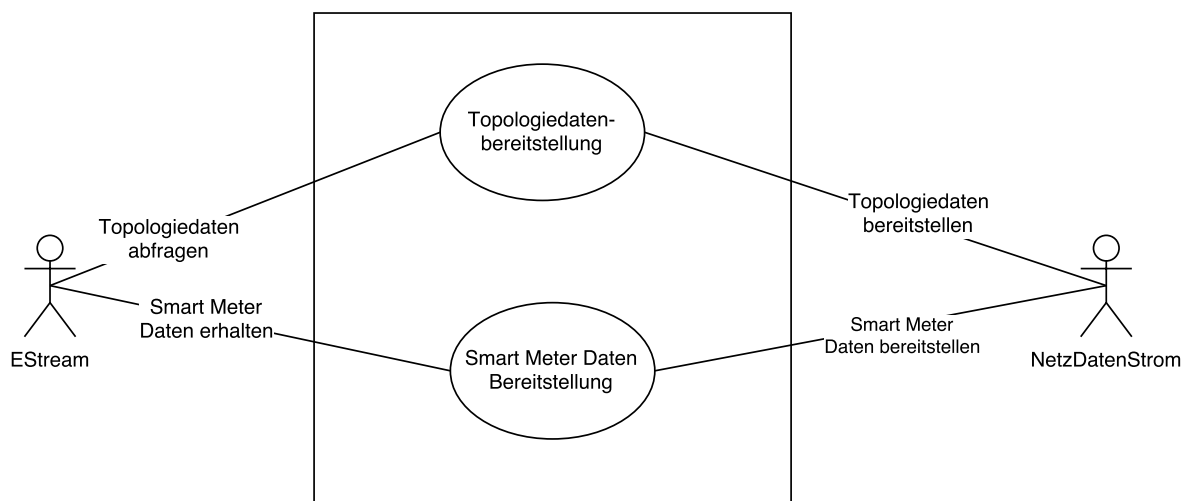 Topologiedaten-
bereitstellung
Topologiedaten
abfragen
Topologiedaten
bereitstellen
Smart Meter
Daten erhalten
Smart Meter
Daten bereitstellen
Smart Meter Daten
Bereitstellung
EStream
NetzDatenStrom